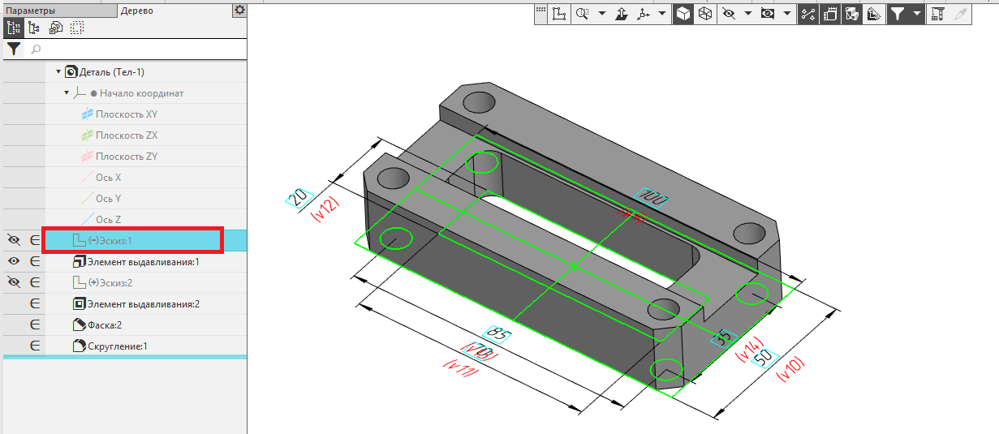 Параметры
Дерево
Деталь (Тел-1)
Начало координат
Плоскость XY
Плоскость ZX
Плоскость ZY
Ось X
Ось Y
Ось Z
(−)Эскиз:1
Элемент выдавливания:1
(+)Эскиз:2
Элемент выдавливания:2
Фаска:2
Скругление:1
20
(v12)
100
85
70
(v11)
35
(v14)
50
(v10)